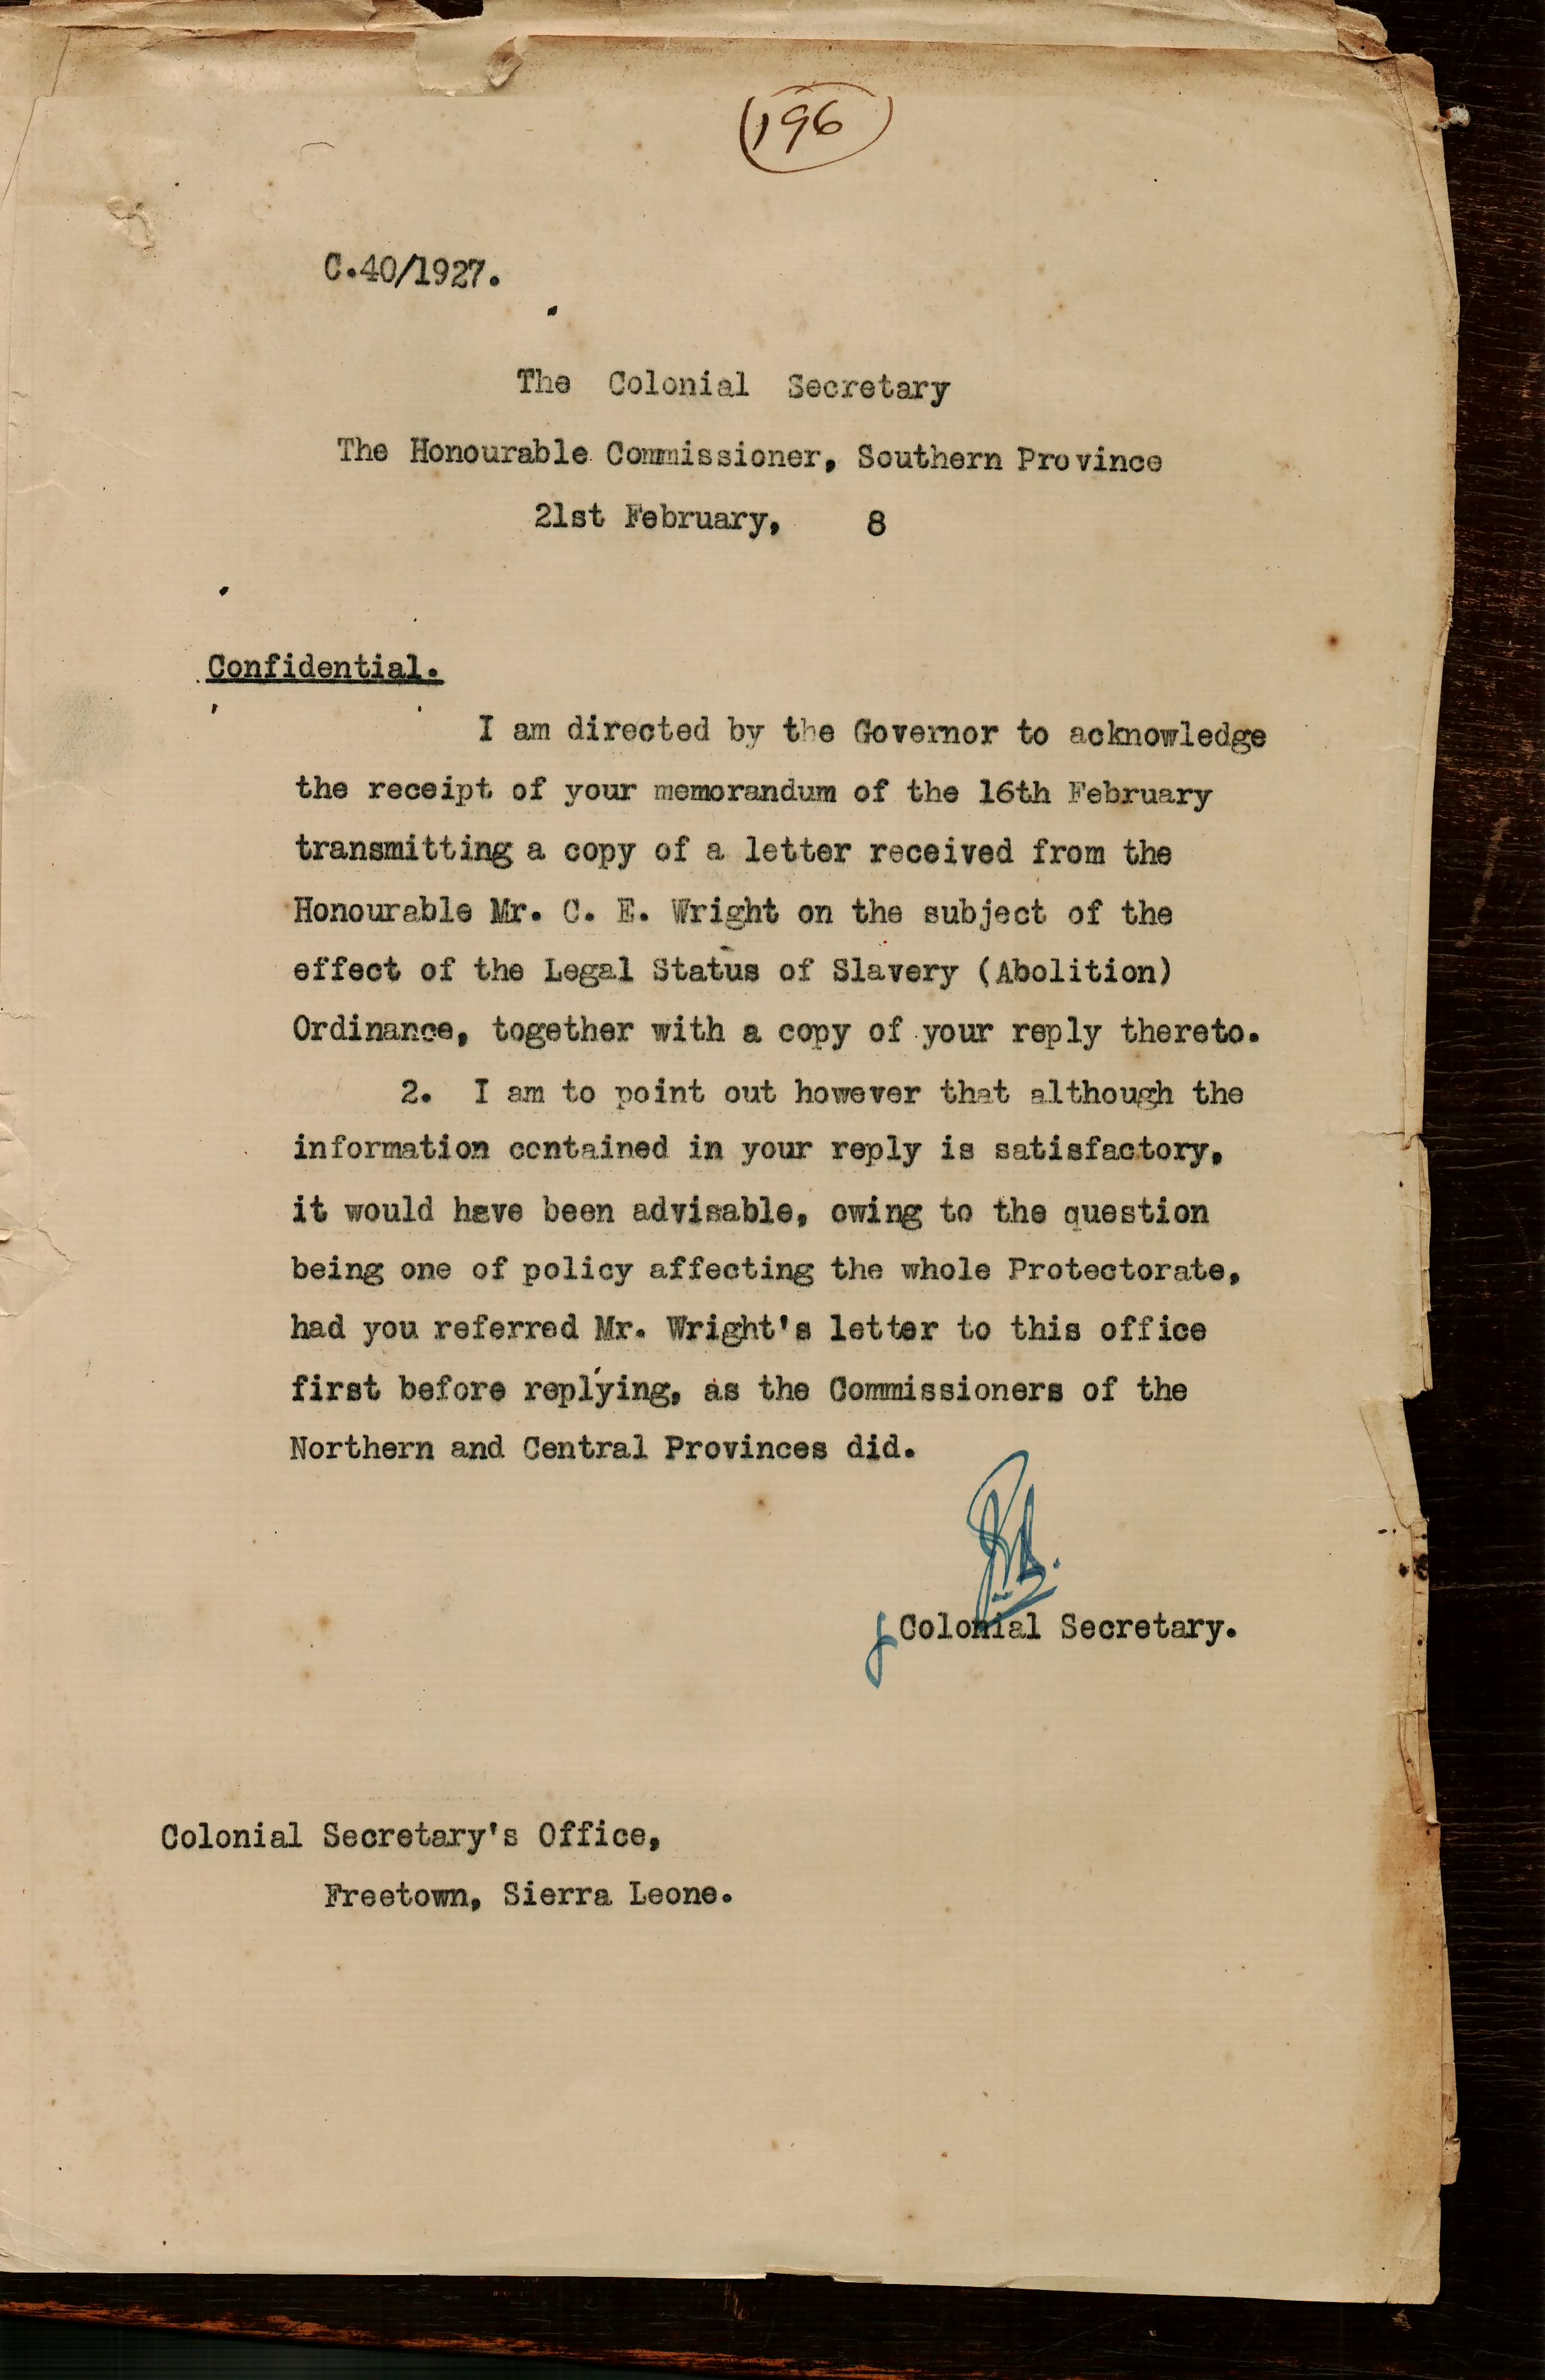 196
C.40/1927.
The Colonial Secretary
The Honourable Commissioner, Southern Province
21st February, 8
Confidential.
I am directed by the Governor to acknowledge
the receipt of your memorandum of the 16th February
transmitting a copy of a letter received from the
Honourable Mr. C. E. Wright on the subject of the
effect of the Legal Status of Slavery (Abolition)
Ordinance, together with a copy of your reply thereto.
2. I am to point out however that although the
information contained in your reply is satisfactory,
it would have been advisable, owing to the question
being one of policy affecting the whole Protectorate,
had you referred Mr. Wright's letter to this office
first before replying, as the Commissioners of the
Northern and Central Provinces did.
Colonial Secretary.
Colonial Secretary's Office,
Freetown, Sierra Leone.